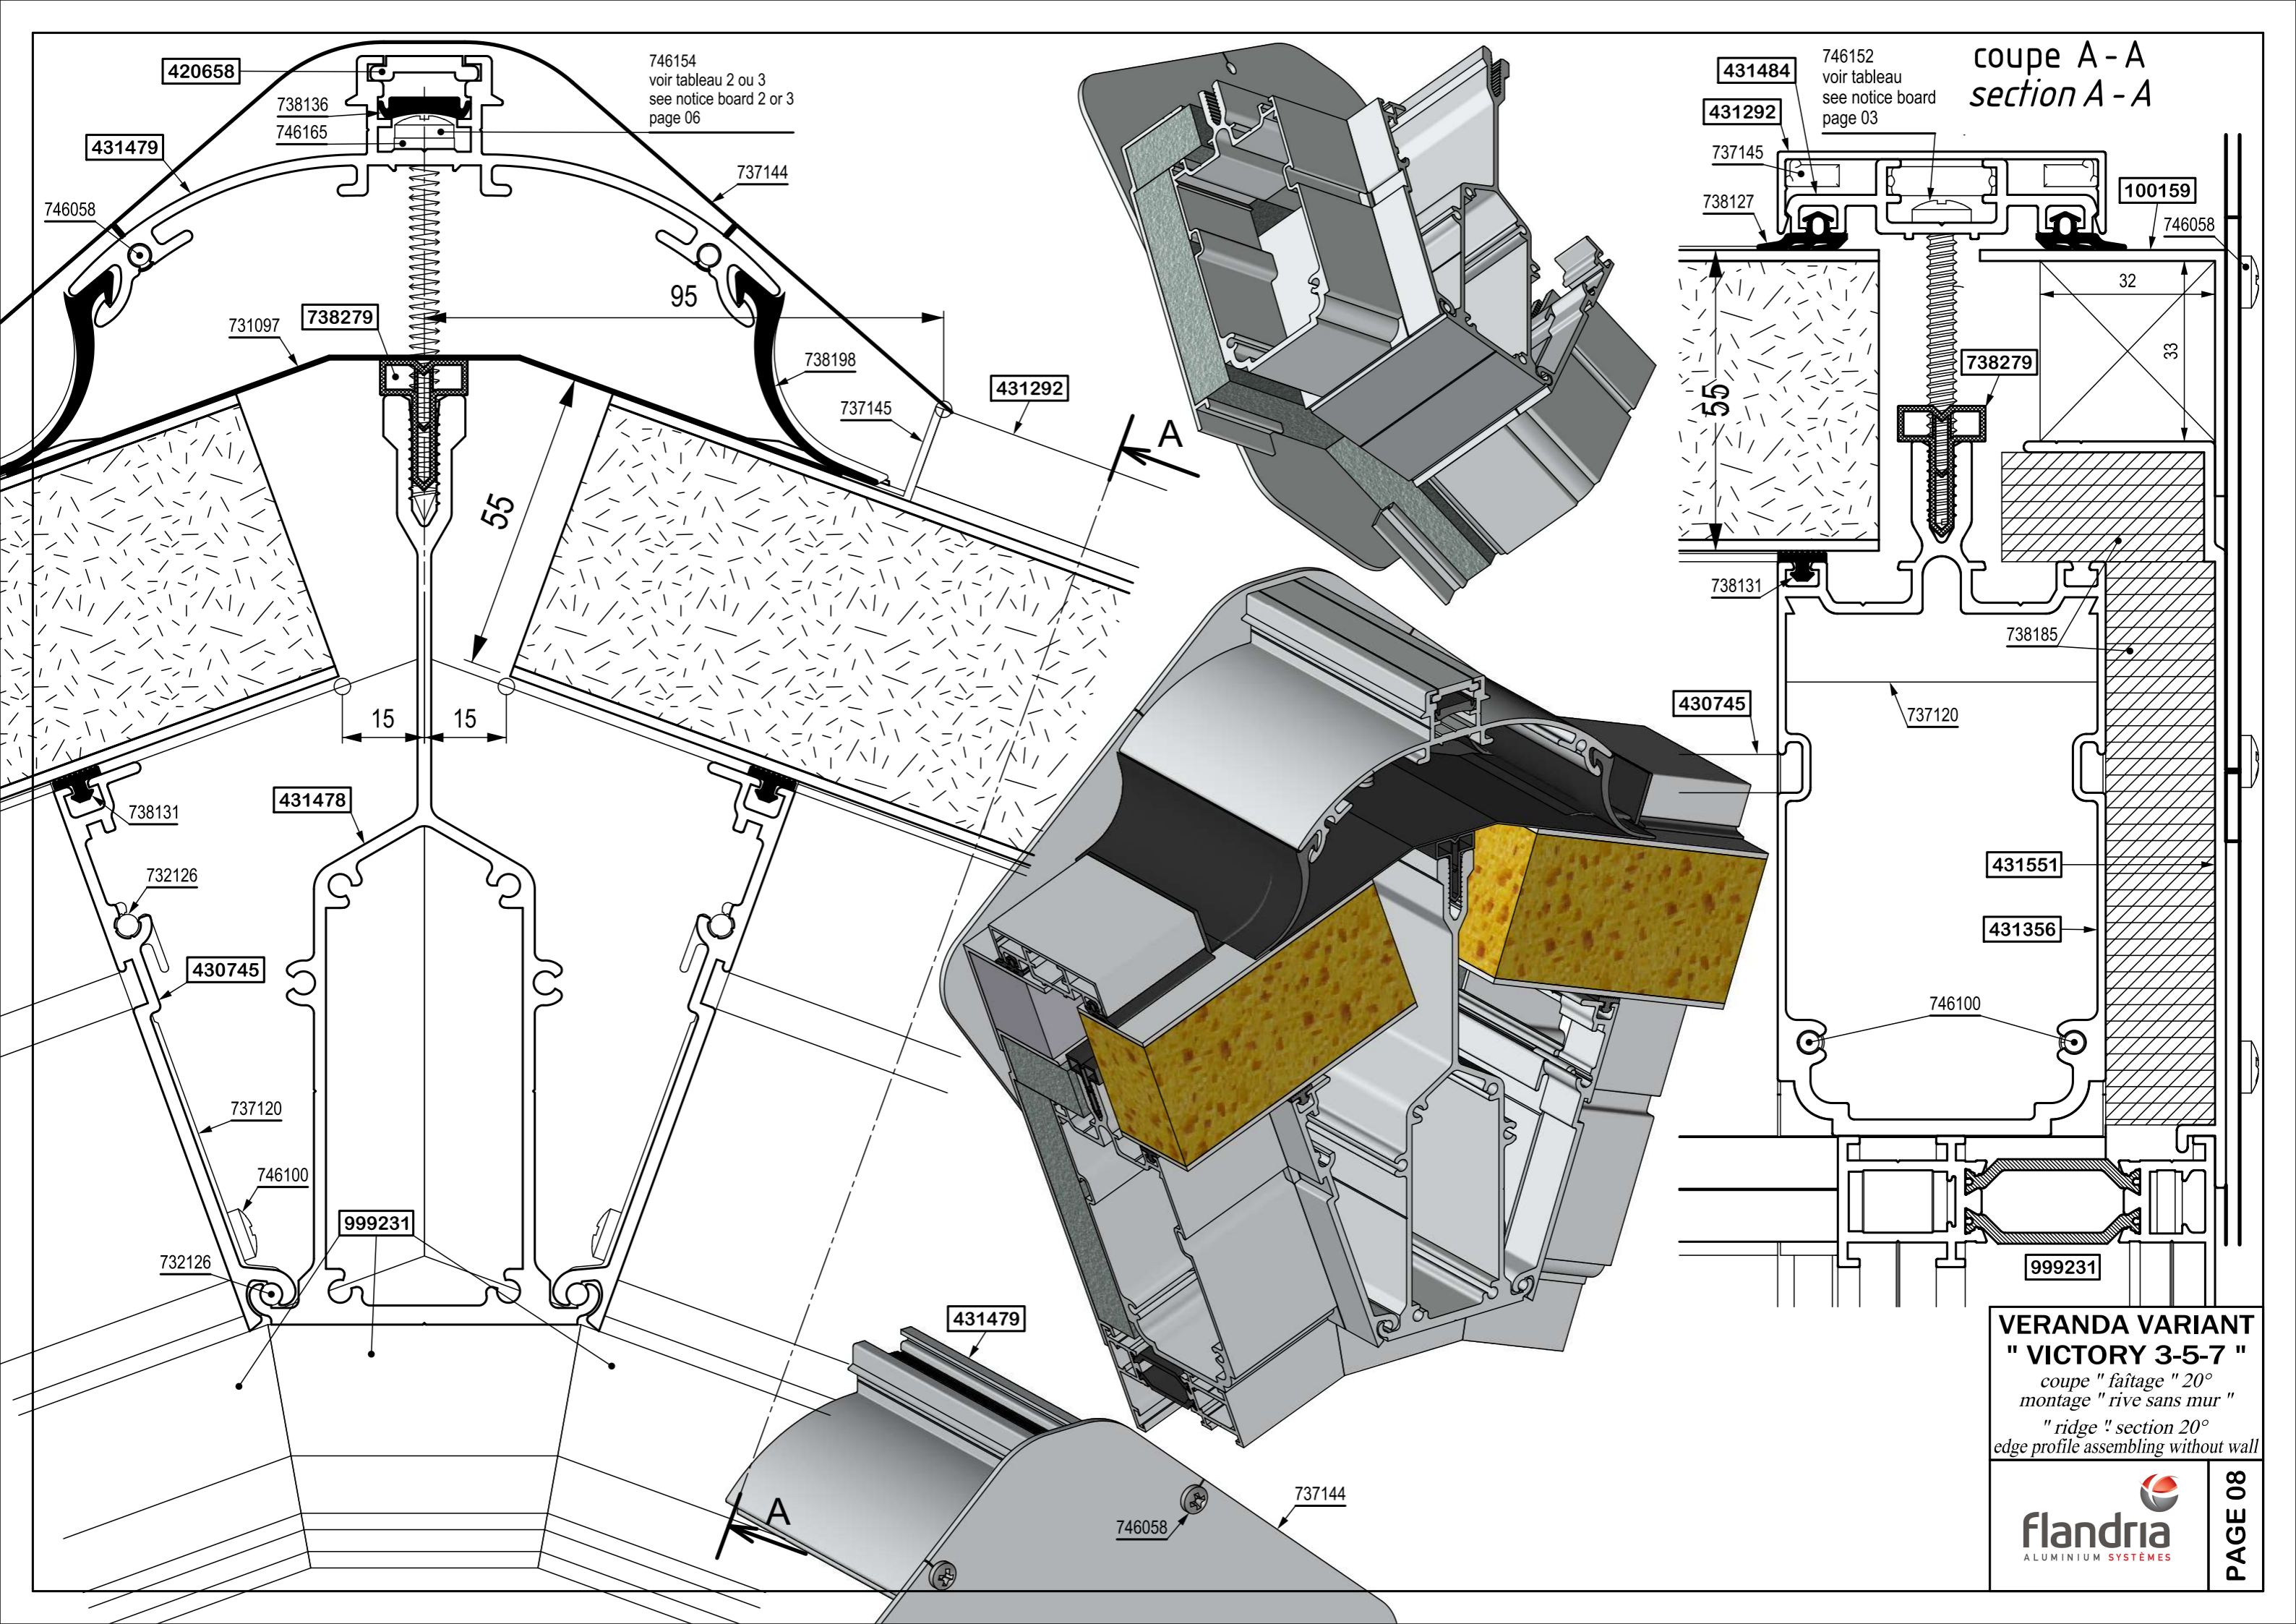 420658
738136
746165
431479
746058
746154
voir tableau 2 ou 3
see notice board 2 or 3
page 06
737144
95
731097
738279
738198
431292
737145
A
55
15
15
738131
431478
732126
430745
737120
746100
999231
732126
431479
A
746058
737144
coupe A - A
section A - A
431484
431292
746152
voir tableau
see notice board
page 03
737145
738127
100159
746058
32
33
55
738279
738131
738185
430745
737120
431551
431356
746100
999231
VERANDA VARIANT
" VICTORY 3-5-7 "
coupe " faîtage " 20°
montage " rive sans mur "
" ridge " section 20°
edge profile assembling without wall
flandria
ALUMINIUM SYSTÈMES
PAGE 08